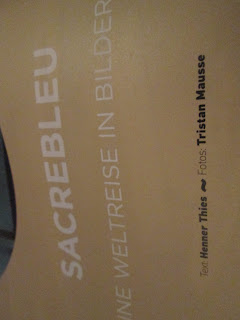 SACREBLEU
INE WELTREISE IN BILDER
Text: Henner Thies ~ Fotos: Tristan Mausse